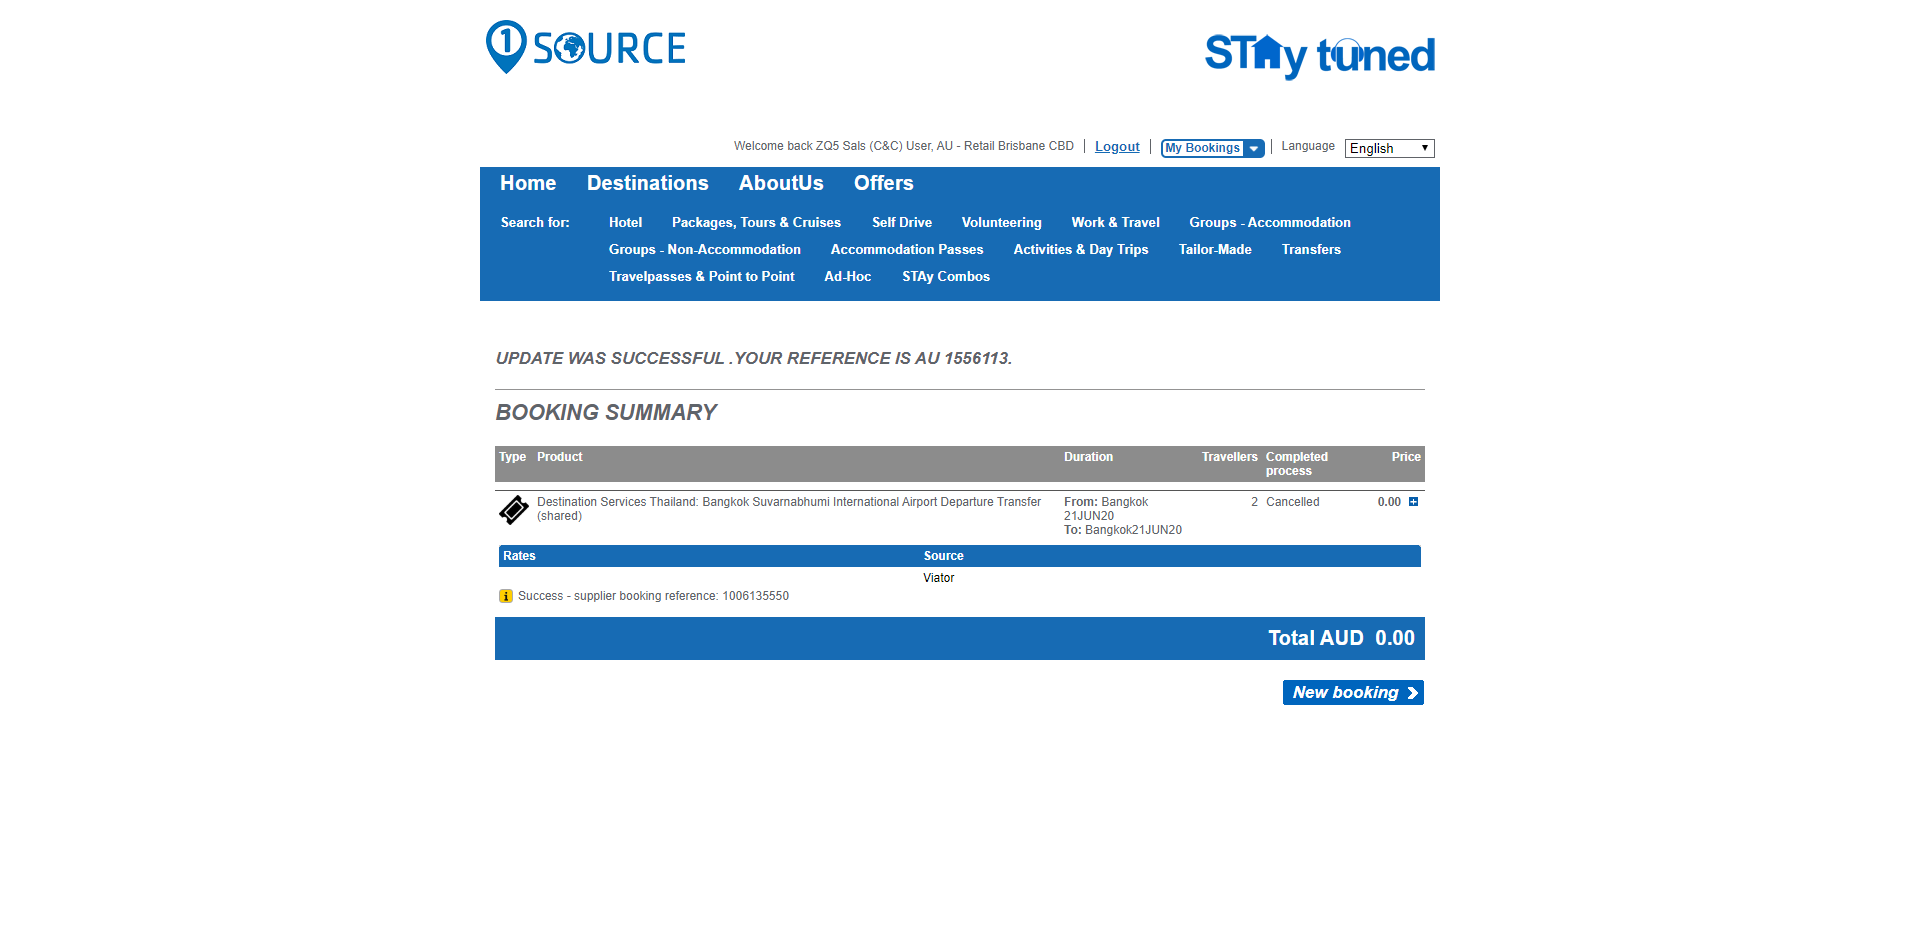 1 SOURCE
STAy tuned
Welcome back ZQ5 Sals (C&C) User, AU - Retail Brisbane CBD Logout My Bookings Language English
Home Destinations AboutUs Offers
Search for: Hotel Packages, Tours & Cruises Self Drive Volunteering Work & Travel Groups - Accommodation
Groups - Non-Accommodation Accommodation Passes Activities & Day Trips Tailor-Made Transfers
Travelpasses & Point to Point Ad-Hoc STAy Combos
UPDATE WAS SUCCESSFUL .YOUR REFERENCE IS AU 1556113.
BOOKING SUMMARY
Type Product Duration Travellers Completed process Price
Destination Services Thailand: Bangkok Suvarnabhumi International Airport Departure Transfer From: Bangkok 2 Cancelled 0.00
(shared) 21JUN20
To: Bangkok21JUN20
Rates Source
Viator
Success - supplier booking reference: 1006135550
Total AUD 0.00
New booking